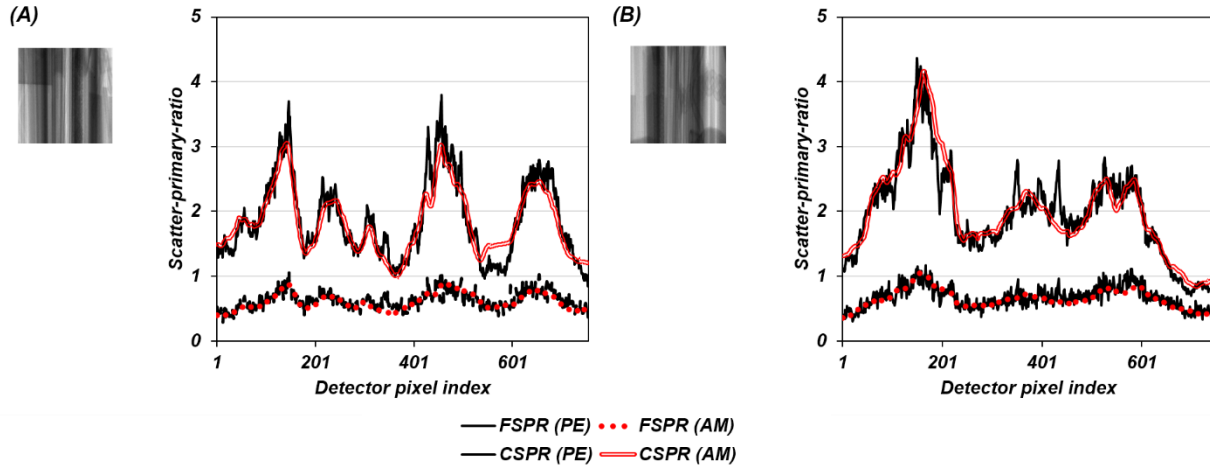 (A)
5
4
3
2
1
0
Scatter-primary-ratio
1 201 401 601
Detector pixel index
(B)
5
4
3
2
1
0
Scatter-primary-ratio
1 201 401 601
Detector pixel index
FSPR (PE) FSPR (AM)
CSPR (PE) CSPR (AM)